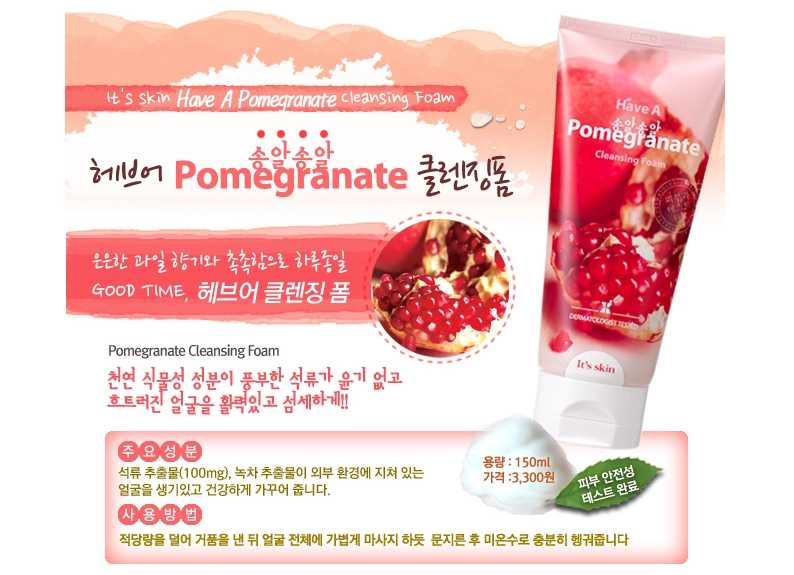 It's skin Have A Pomegranate Cleansing Foam
송알송알
헤브어 Pomegranate 클렌징폼
은은한 과일 향기와 촉촉함으로 하루종일
GOOD TIME, 헤브어 클렌징 폼
Pomegranate Cleansing Foam
천연 식물성 성분이 풍부한 석류가 윤기 없고
흐트러진 얼굴을 활력있고 섬세하게!!
주요성분
석류 추출물(100mg), 녹차 추출물이 외부 환경에 지쳐 있는
얼굴을 생기있고 건강하게 가꾸어 줍니다.
사용방법
적당량을 덜어 거품을 낸 뒤 얼굴 전체에 가볍게 마사지 하듯 문지른 후 미온수로 충분히 헹궈줍니다
용량 : 150ml
가격 :3,300원
피부 안전성
테스트 완료
Have A
송알송알
Pomegranate
Cleansing Foam
DERMATOLOGIST TESTED
It's skin